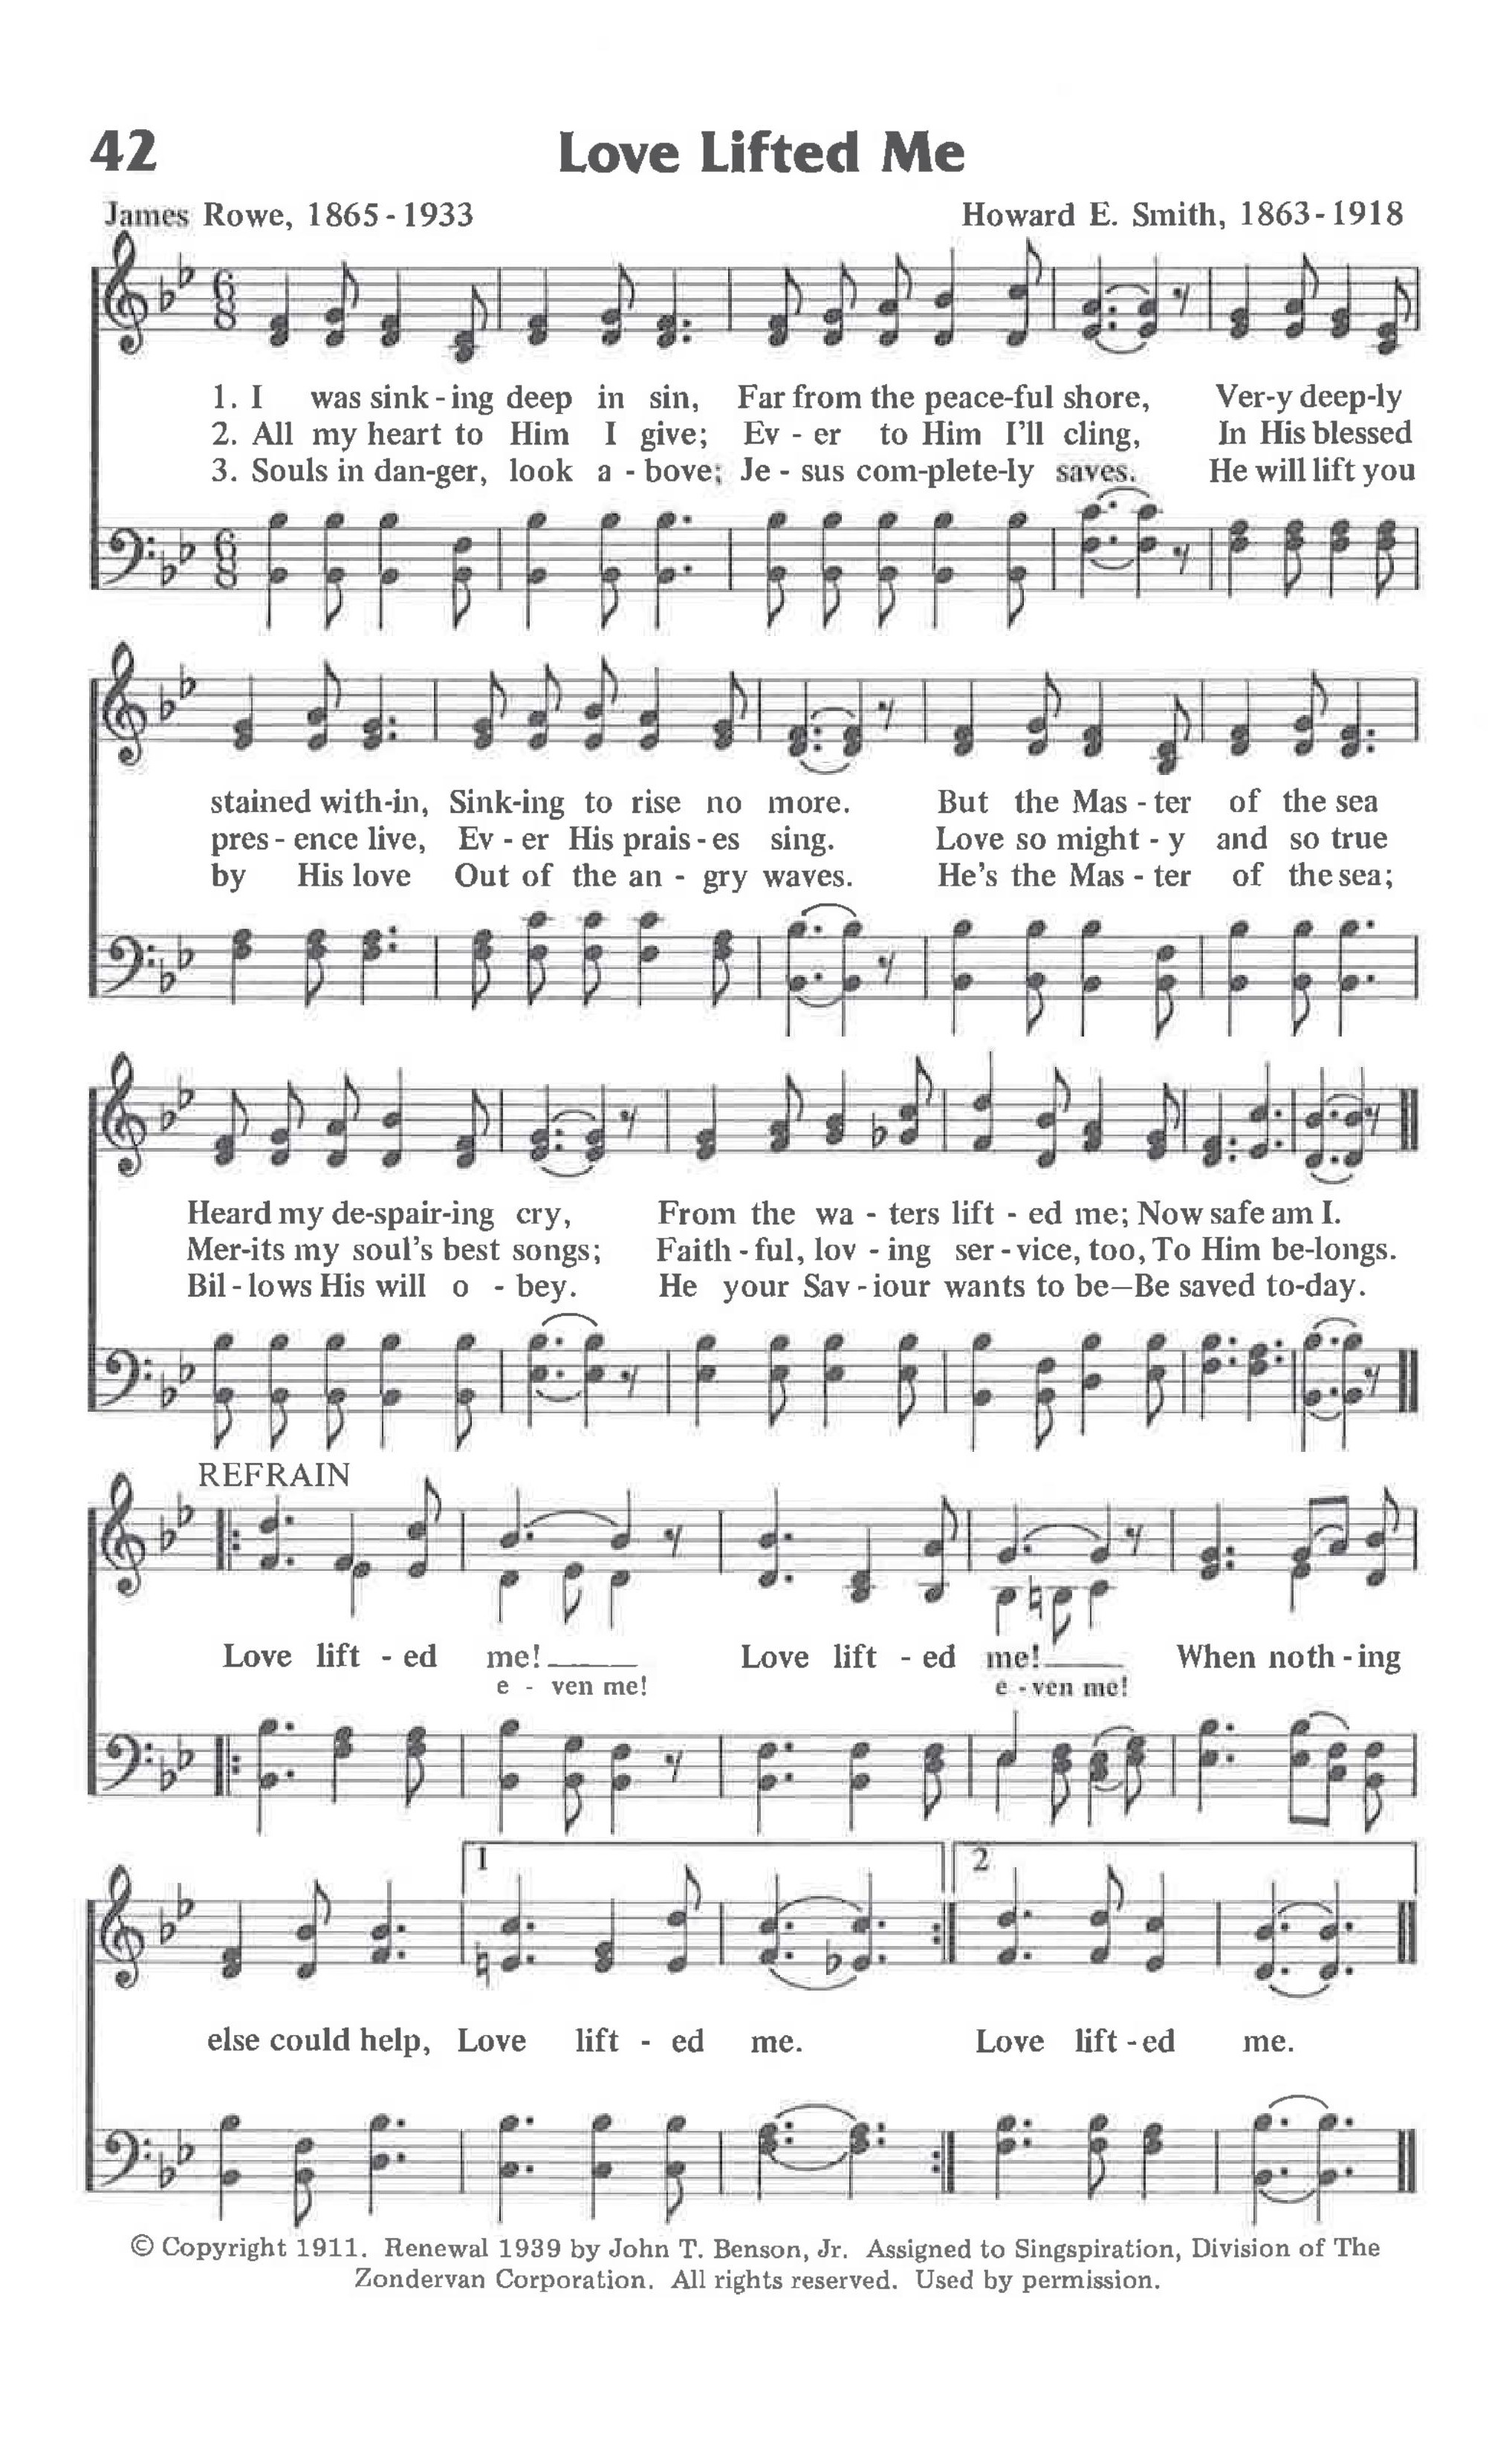 42 Love Lifted Me
James Rowe, 1865-1933 Howard E. Smith, 1863-1918
1. I was sink-ing deep in sin, Far from the peace-ful shore, Ver-y deep-ly
2. All my heart to Him I give; Ev - er to Him I'll cling, In His blessed
3. Souls in dan-ger, look a - bove; Je - sus com-plete-ly saves. He will lift you
stained with-in, Sink-ing to rise no more. But the Mas - ter of the sea
pres - ence live, Ev - er His prais - es sing. Love so might - y and so true
by His love Out of the an - gry waves. He's the Mas - ter of the sea;
Heard my de-spair-ing cry, From the wa - ters lift - ed me; Now safe am I.
Mer-its my soul's best songs; Faith - ful, lov - ing ser - vice, too, To Him be-longs.
Bil - lows His will o - bey. He your Sav - iour wants to be—Be saved to-day.
REFRAIN
Love lift - ed me! Love lift - ed me! When noth - ing
e - ven me! e - ven me!
1 2
else could help, Love lift - ed me. Love lift - ed me.
© Copyright 1911. Renewal 1939 by John T. Benson, Jr. Assigned to Singspiration, Division of The
Zondervan Corporation. All rights reserved. Used by permission.